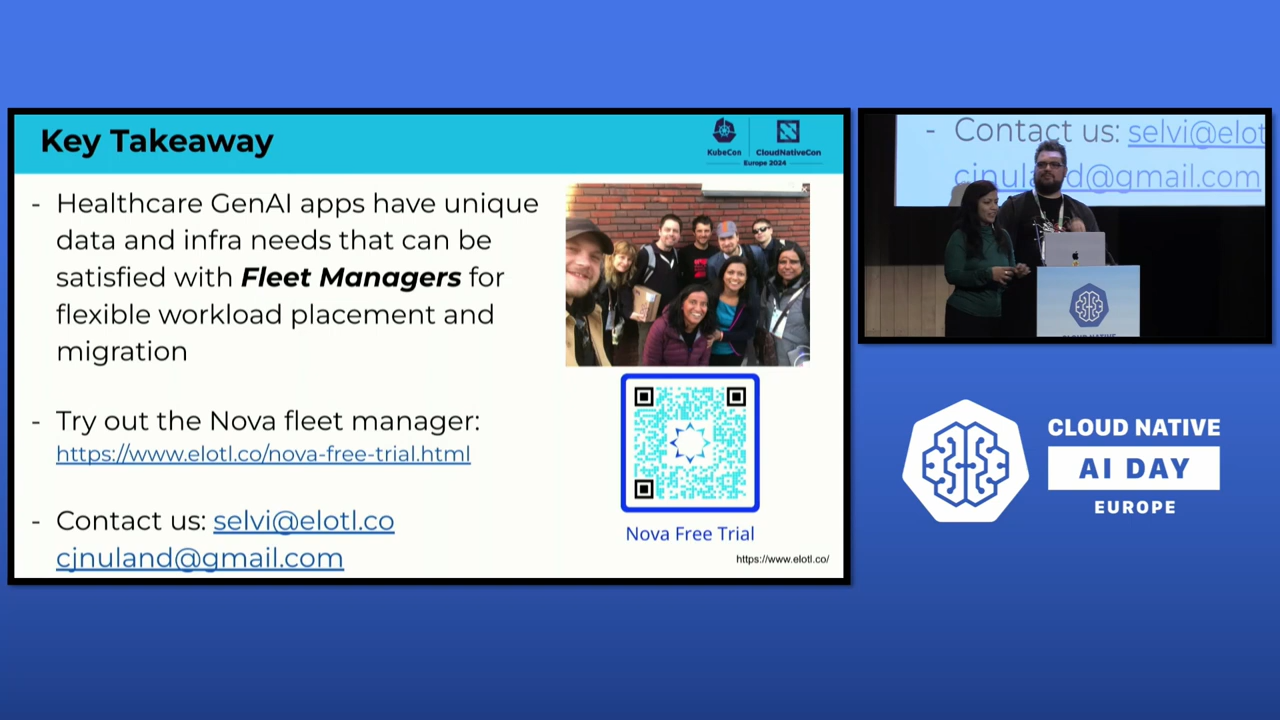 Key Takeaway
KubeCon
CloudNativeCon
Europe 2024
- Healthcare GenAI apps have unique
data and infra needs that can be
satisfied with Fleet Managers for
flexible workload placement and
migration
- Try out the Nova fleet manager:
https://www.elotl.co/nova-free-trial.html
- Contact us: selvi@elotl.co
cjnuland@gmail.com
Nova Free Trial
https://www.elotl.co/
- Contact us: selvi@elot
cjnuland@gmail.com
CLOUD NATIVE
CLOUD NATIVE
AI DAY
EUROPE